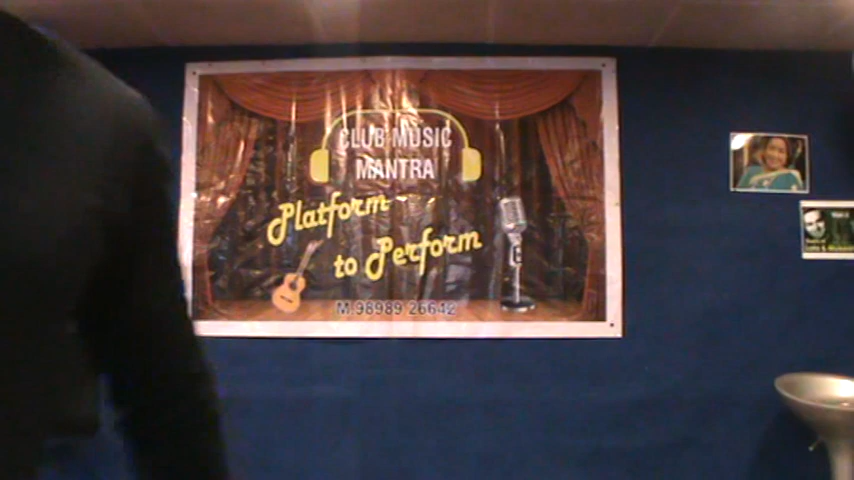 CLUB MUSIC
MANTRA
Platform
to Perform
M 98989 26642